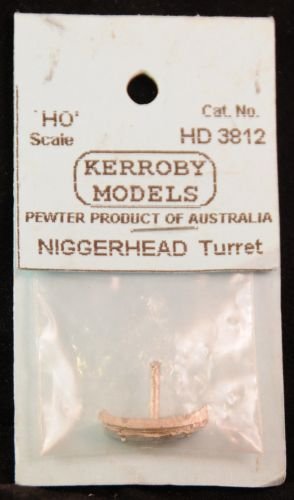 'HO' Cat. No.
Scale HD 3812
KERROBY
MODELS
PEWTER PRODUCT OF AUSTRALIA
NIGGERHEAD Turret